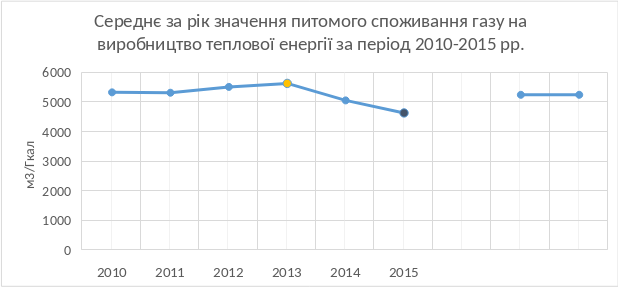 Середнє за рік значення питомого споживання газу на
виробництво теплової енергії за період 2010-2015 рр.
6000
5000
4000
3000
2000
1000
0
м3/Гкал
2010 2011 2012 2013 2014 2015